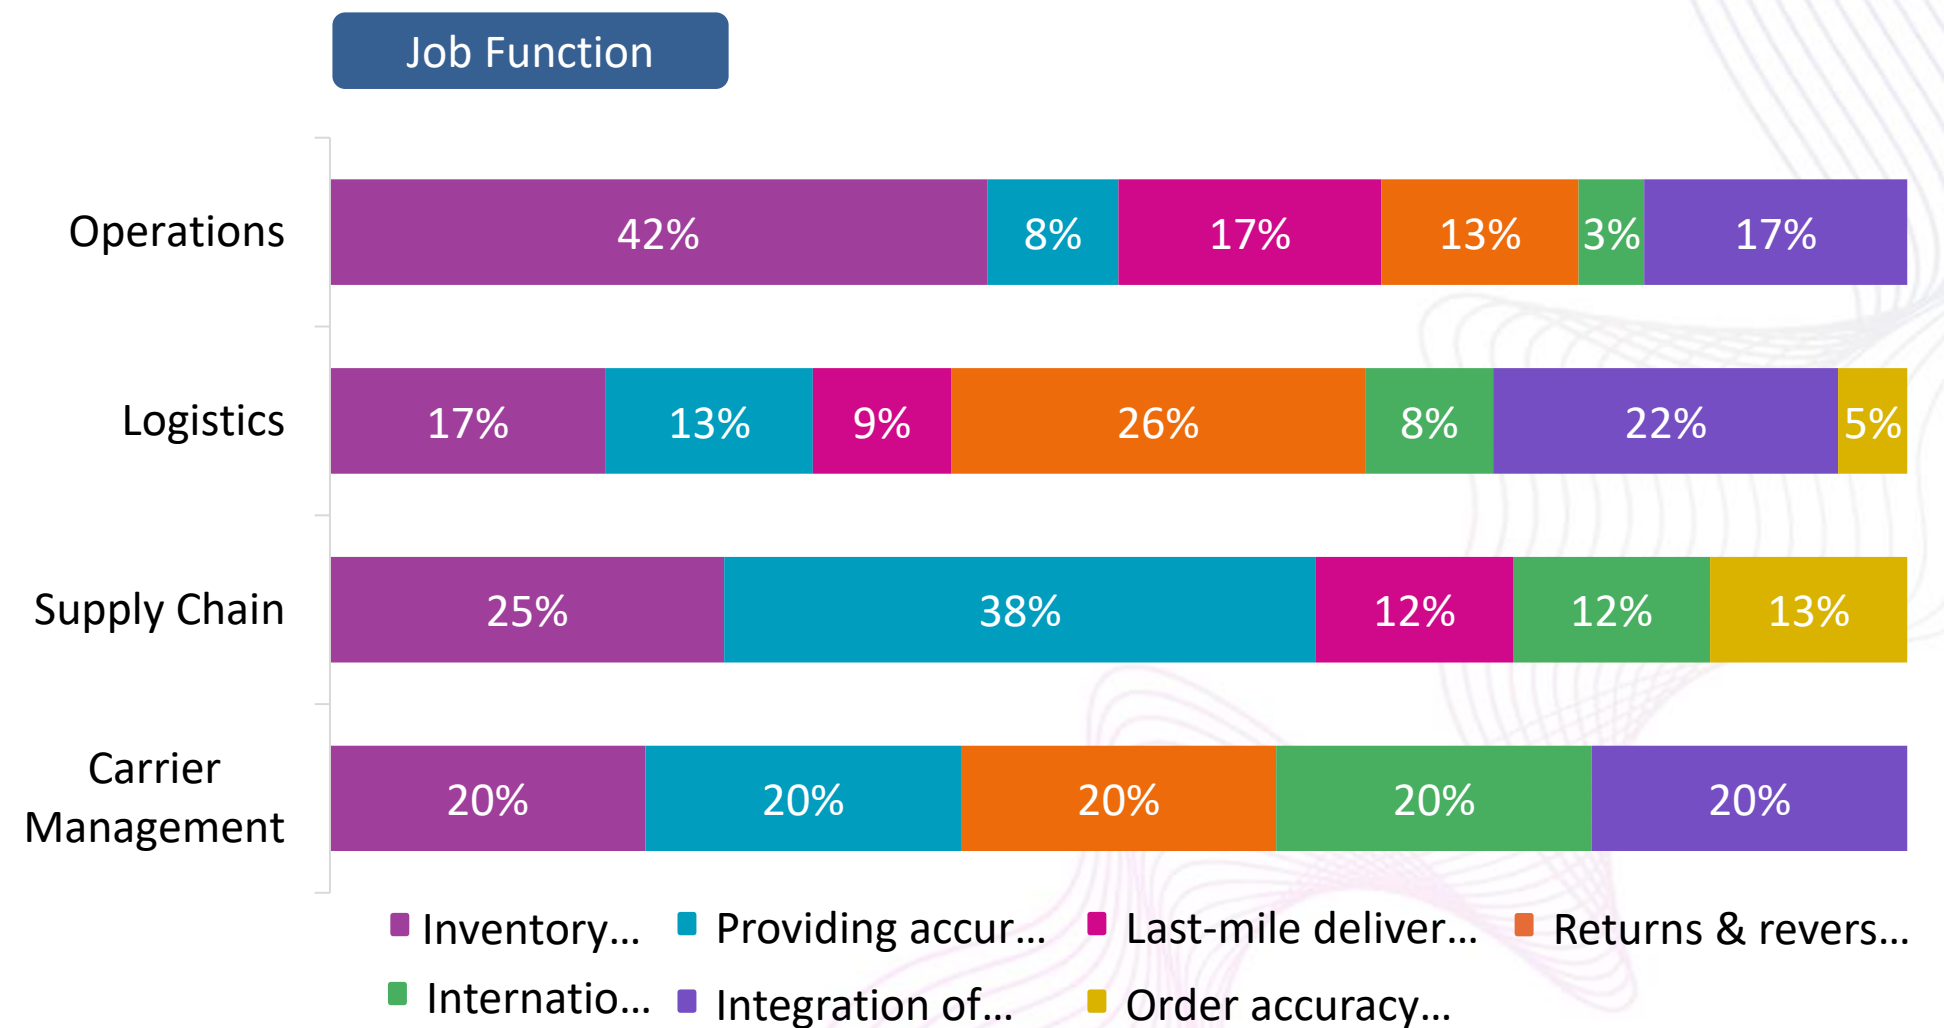 Job Function
Operations
42% 8% 17% 13% 3% 17%
Logistics
17% 13% 9% 26% 8% 22% 5%
Supply Chain
25% 38% 12% 12% 13%
Carrier
Management
20% 20% 20% 20% 20%
Inventory... Providing accur... Last-mile deliver... Returns & revers...
Internatio... Integration of... Order accuracy...